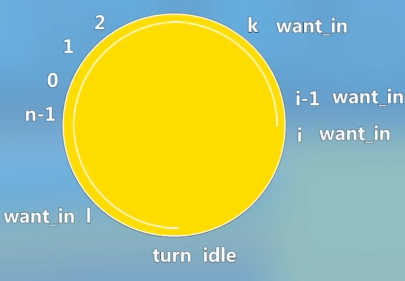 2
k want_in
1
0
i-1 want_in
n-1
i want_in
want_in l
turn idle